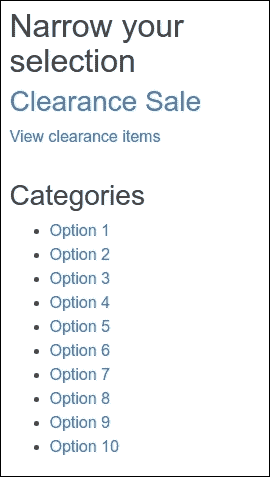 Narrow your
selection
Clearance Sale
View clearance items
Categories
Option 1
Option 2
Option 3
Option 4
Option 5
Option 6
Option 7
Option 8
Option 9
Option 10